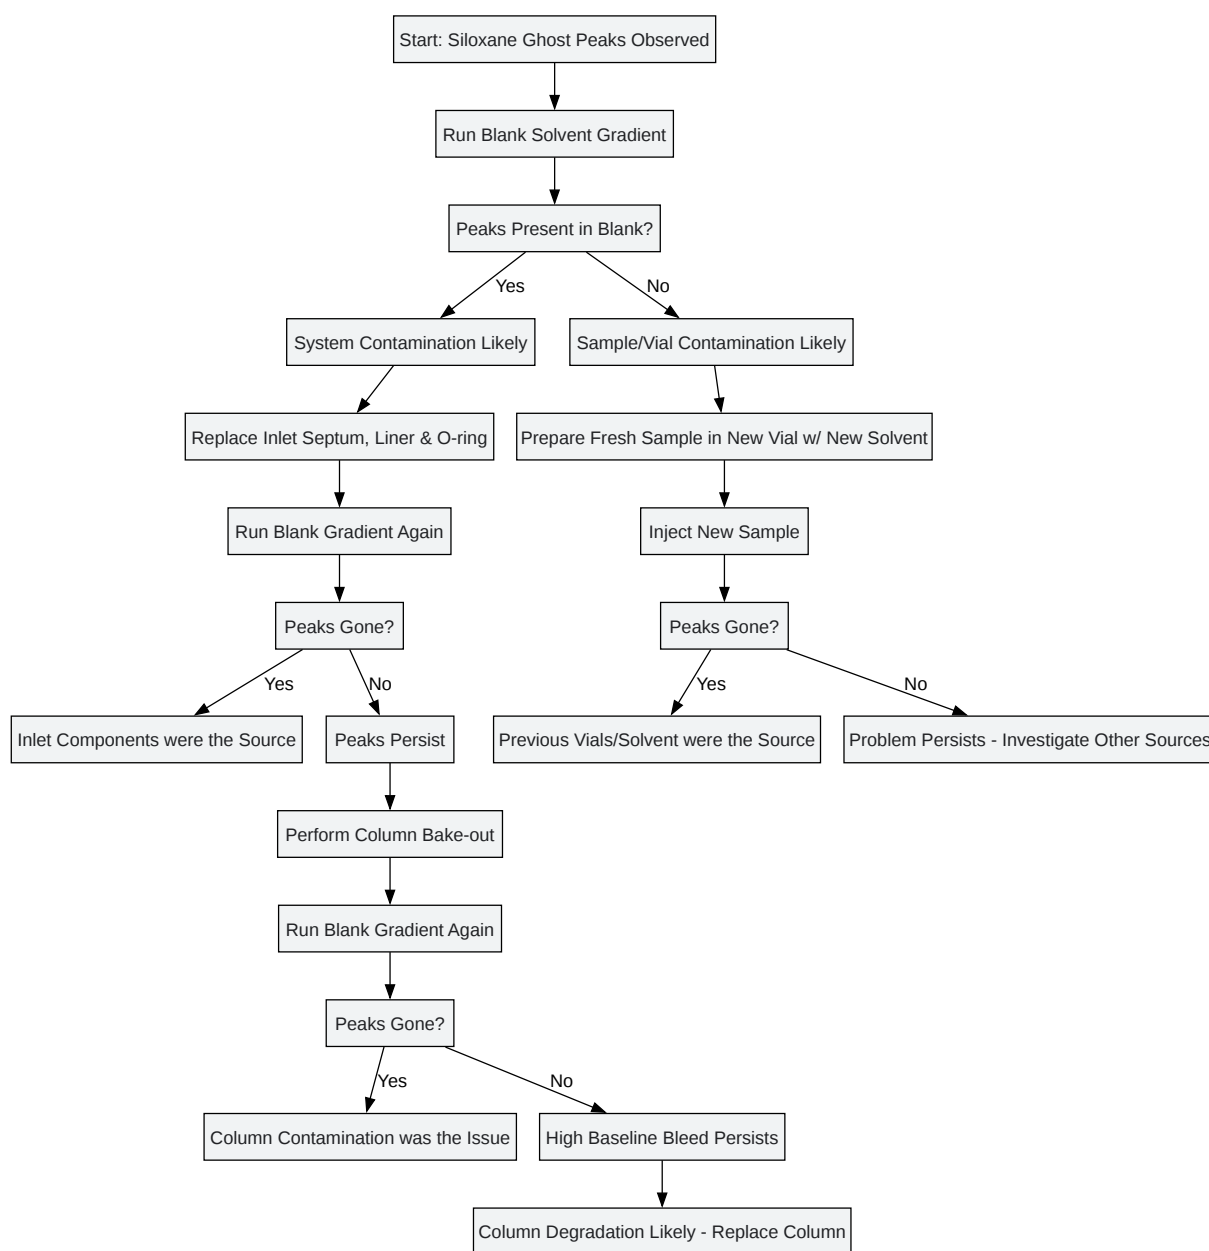 Start: Siloxane Ghost Peaks Observed
Run Blank Solvent Gradient
Peaks Present in Blank?
Yes
No
System Contamination Likely
Sample/Vial Contamination Likely
Replace Inlet Septum, Liner & O-ring
Prepare Fresh Sample in New Vial w/ New Solvent
Run Blank Gradient Again
Inject New Sample
Peaks Gone?
Peaks Gone?
Yes
No
Yes
No
Inlet Components were the Source
Peaks Persist
Previous Vials/Solvent were the Source
Problem Persists - Investigate Other Sources
Perform Column Bake-out
Run Blank Gradient Again
Peaks Gone?
Yes
No
Column Contamination was the Issue
High Baseline Bleed Persists
Column Degradation Likely - Replace Column